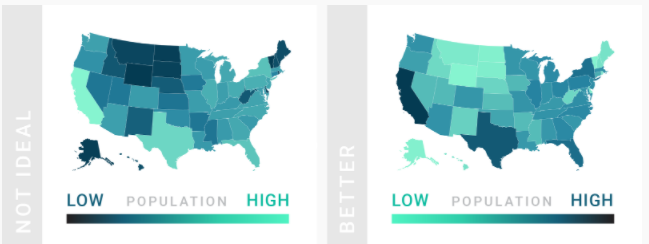 NOT IDEAL
LOW POPULATION HIGH
BETTER
LOW POPULATION HIGH